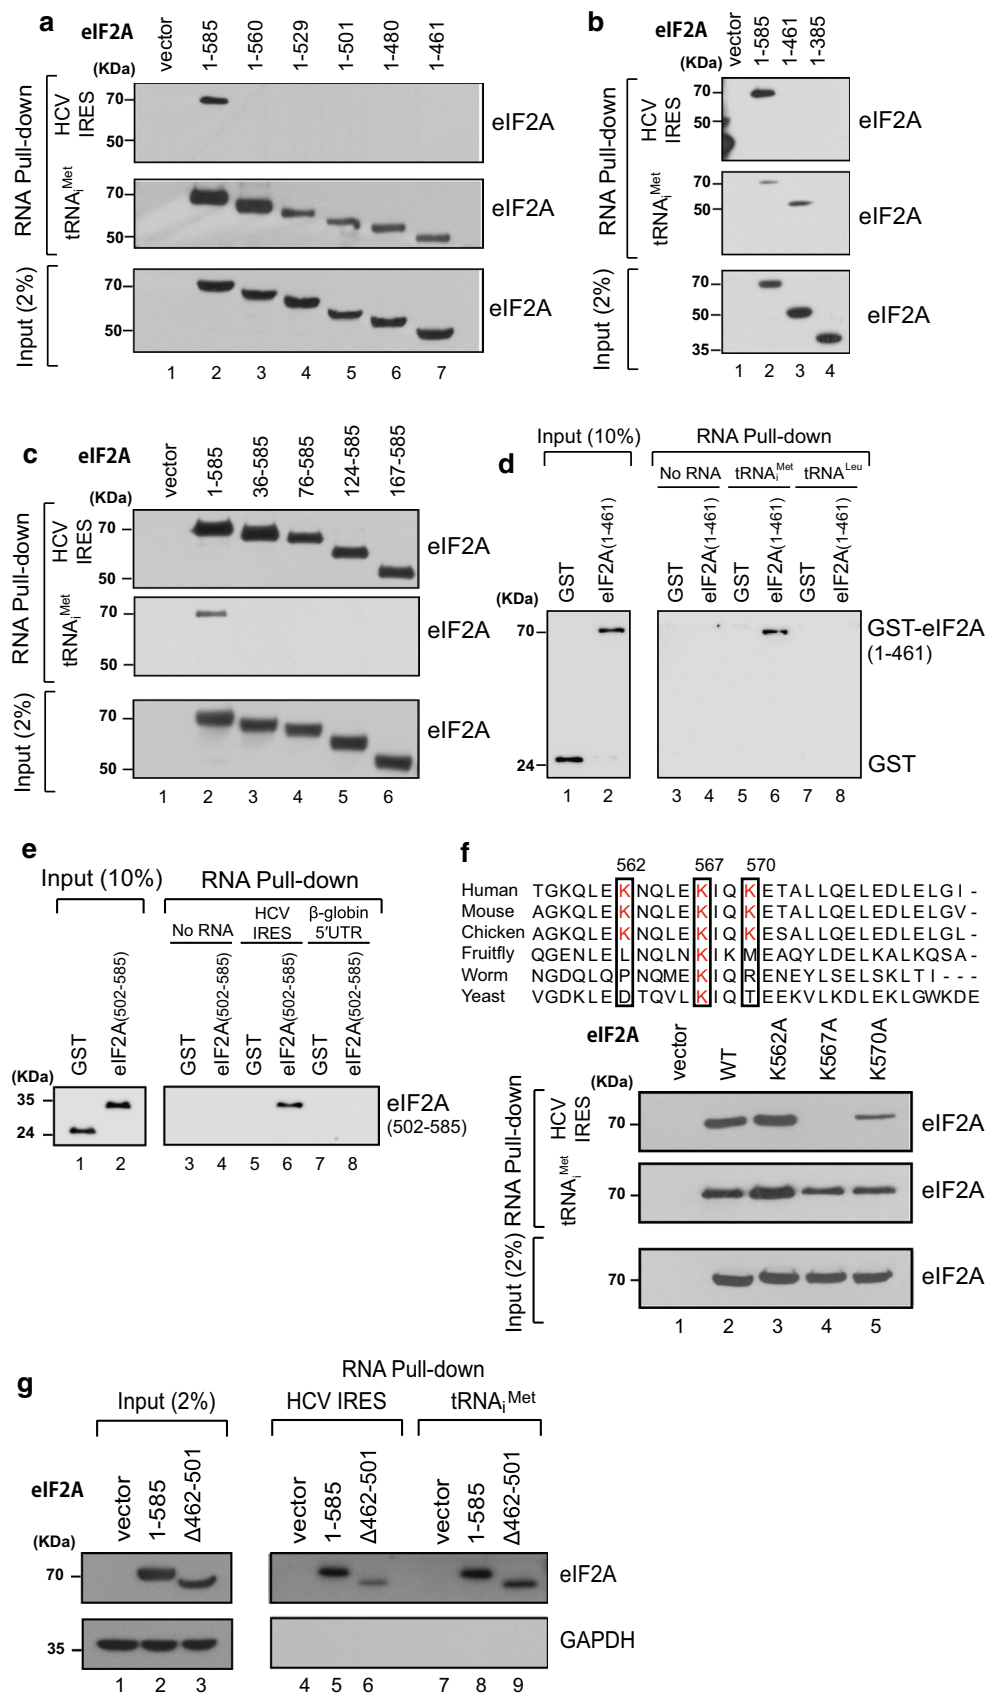 a
eIF2A
vector
1-585
1-560
1-529
1-501
1-480
1-461
(KDa)
RNA Pull-down
HCV IRES
70
50
eIF2A
tRNAiMet
70
50
eIF2A
Input (2%)
70
50
eIF2A
1 2 3 4 5 6 7
b
eIF2A
vector
1-585
1-461
1-385
(KDa)
RNA Pull-down
HCV IRES
70
50
eIF2A
tRNAiMet
70
50
eIF2A
Input (2%)
70
50
35
eIF2A
1 2 3 4
c
eIF2A
vector
1-585
36-585
76-585
124-585
167-585
(KDa)
RNA Pull-down
HCV IRES
70
50
eIF2A
tRNAiMet
70
50
eIF2A
Input (2%)
70
50
eIF2A
1 2 3 4 5 6
d
Input (10%)
RNA Pull-down
No RNA
tRNAiMet
tRNALeu
GST
eIF2A(1-461)
GST
eIF2A(1-461)
GST
eIF2A(1-461)
GST
eIF2A(1-461)
(KDa)
70
24
GST-eIF2A
(1-461)
GST
1 2 3 4 5 6 7 8
e
Input (10%)
RNA Pull-down
No RNA
HCV IRES
β-globin 5′UTR
GST
eIF2A(502-585)
GST
eIF2A(502-585)
GST
eIF2A(502-585)
GST
eIF2A(502-585)
(KDa)
35
24
eIF2A
(502-585)
1 2 3 4 5 6 7 8
f
562 567 570
Human TGKQLEKNQLEKIQKETALLQELEDLELGI-
Mouse AGKQLEKNQLEKIQKETALLQELEDLELGV-
Chicken AGKQLEKNQLEKIQKESALLQELEDLELGL-
Fruitfly QGENLELNQLNKIKMEAQYLDELKALKQSA-
Worm NGDQLQPNQMEKIQRENEYLSELSKLTI---
Yeast VGDKLEDTQVLKIQTEEKVLKDLEKLGWKDE
eIF2A
vector
WT
K562A
K567A
K570A
(KDa)
RNA Pull-down
HCV IRES
70
eIF2A
tRNAiMet
70
eIF2A
Input (2%)
70
eIF2A
1 2 3 4 5
g
RNA Pull-down
Input (2%)
HCV IRES
tRNAiMet
eIF2A
vector
1-585
Δ462-501
vector
1-585
Δ462-501
vector
1-585
Δ462-501
(KDa)
70
eIF2A
35
GAPDH
1 2 3 4 5 6 7 8 9